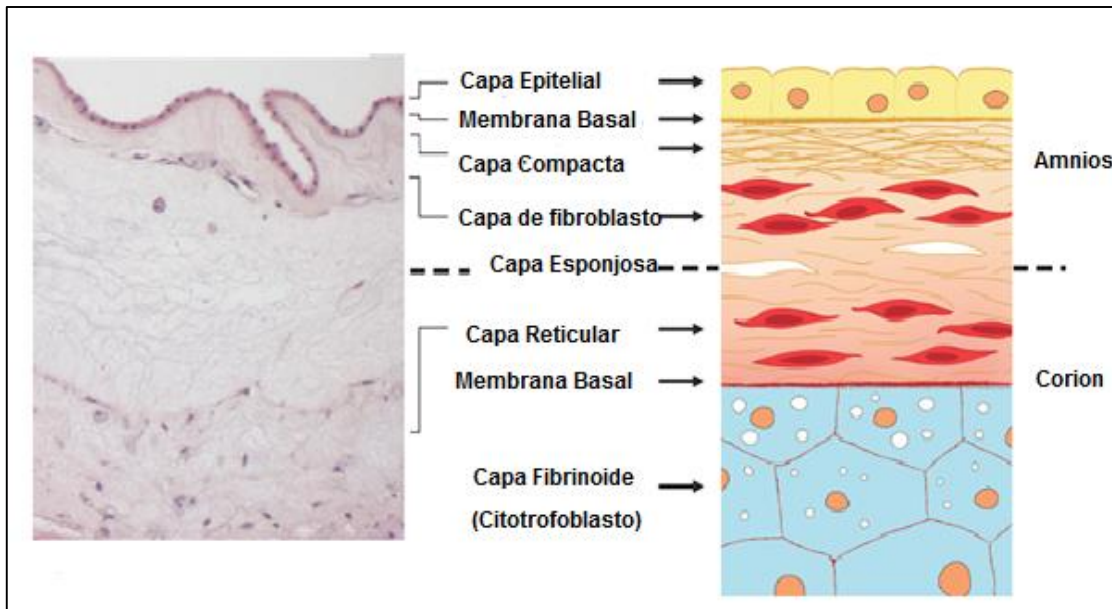 Capa Epitelial
Membrana Basal
Capa Compacta
Amnios
Capa de fibroblasto
Capa Esponjosa
Capa Reticular
Membrana Basal
Corion
Capa Fibrinoide
(Citotrofoblasto)